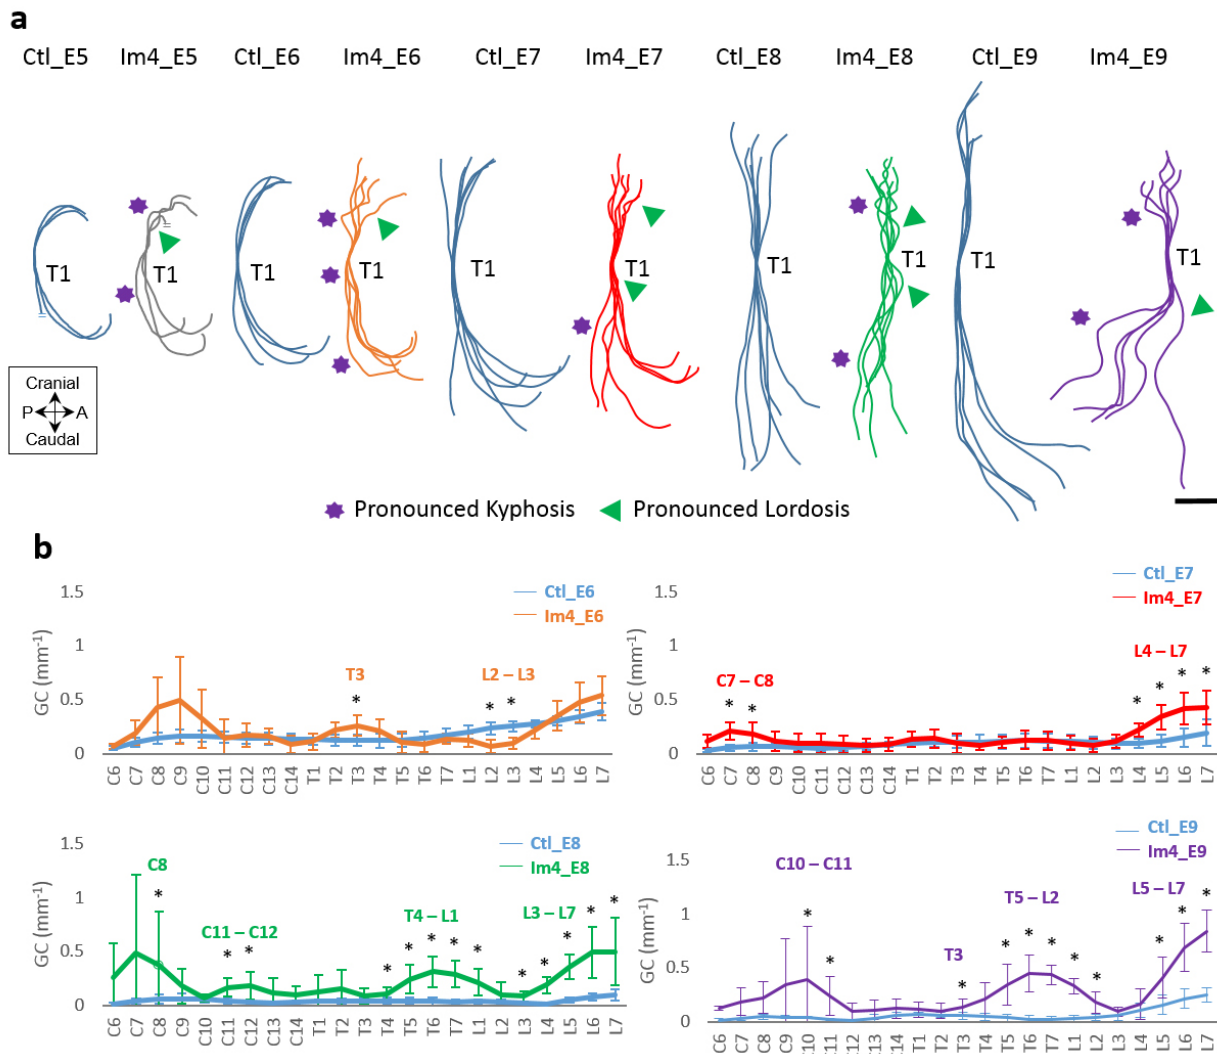 a
Ctl_E5 Im4_E5 Ctl_E6 Im4_E6 Ctl_E7 Im4_E7 Ctl_E8 Im4_E8 Ctl_E9 Im4_E9
T1 T1 T1 T1 T1 T1 T1 T1 T1 T1
Cranial
P A
Caudal
Pronounced Kyphosis Pronounced Lordosis
b
Ctl_E6
Im4_E6
1.5
1
0.5
0
GC (mm⁻¹)
T3
*
L2 – L3
* *
C6 C7 C8 C9 C10 C11 C12 C13 C14 T1 T2 T3 T4 T5 T6 T7 L1 L2 L3 L4 L5 L6 L7
Ctl_E7
Im4_E7
1.5
1
0.5
0
GC (mm⁻¹)
C7 – C8
* *
L4 – L7
* * * *
C6 C7 C8 C9 C10 C11 C12 C13 C14 T1 T2 T3 T4 T5 T6 T7 L1 L2 L3 L4 L5 L6 L7
Ctl_E8
Im4_E8
1.5
1
0.5
0
GC (mm⁻¹)
C8
*
C11 – C12
* *
T4 – L1
* * * * *
L3 – L7
* * * * *
C6 C7 C8 C9 C10 C11 C12 C13 C14 T1 T2 T3 T4 T5 T6 T7 L1 L2 L3 L4 L5 L6 L7
Ctl_E9
Im4_E9
1.5
1
0.5
0
GC (mm⁻¹)
C10 – C11
* *
T3
*
T5 – L2
* * * * *
L5 – L7
* * *
C6 C7 C8 C9 C10 C11 C12 C13 C14 T1 T2 T3 T4 T5 T6 T7 L1 L2 L3 L4 L5 L6 L7